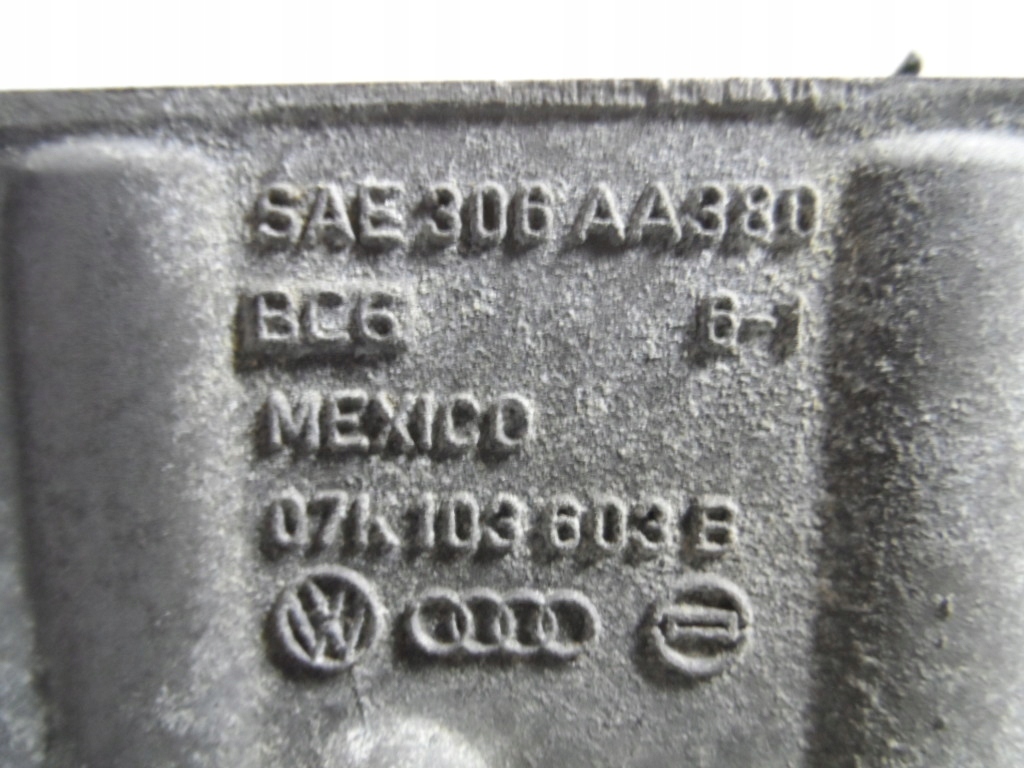 SAE 306 AA380
BC6 6-1
MEXICO
07K 103 603 B